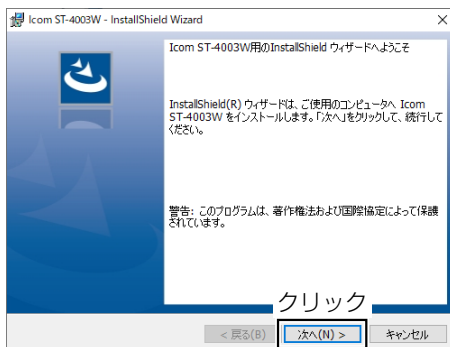 Icom ST-4003W - InstallShield Wizard
Icom ST-4003W用のInstallShield ウィザードへようこそ
InstallShield(R) ウィザードは、ご使用のコンピュータへ Icom
ST-4003W をインストールします。「次へ」をクリックして、続行して
ください。
警告: このプログラムは、著作権法および国際協定によって保護
されています。
クリック
< 戻る(B)
次へ(N) >
キャンセル